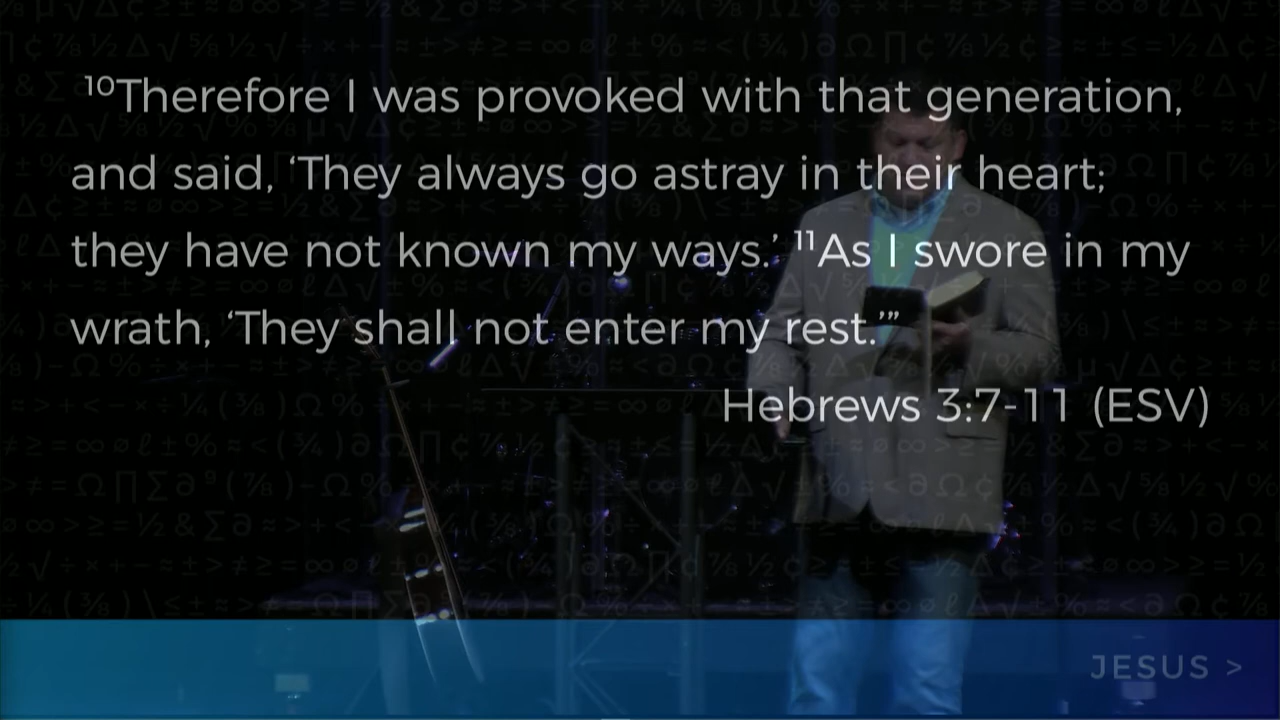 ¹⁰Therefore I was provoked with that generation,
and said, ‘They always go astray in their heart;
they have not known my ways.’ ¹¹As I swore in my
wrath, ‘They shall not enter my rest.’”
Hebrews 3:7-11 (ESV)
JESUS >